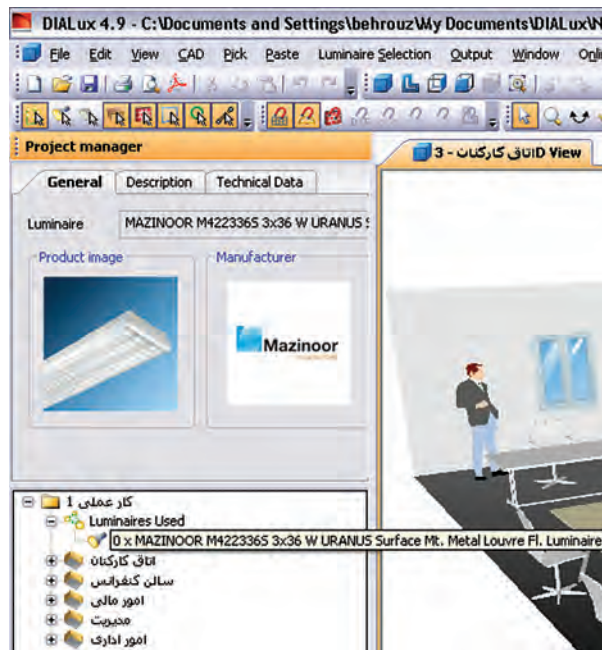 DIALux 4.9 - C:\Documents and Settings\behrouz\My Documents\DIALux\N
File Edit View CAD Pick Paste Luminaire Selection Output Window Onli
Project manager
اتاق کارکنان - 3D View
General Description Technical Data
Luminaire MAZINOOR M422336S 3x36 W URANUS S
Product image Manufacturer
Mazinoor
کار عملی 1
Luminaires Used
0 x MAZINOOR M422336S 3x36 W URANUS Surface Mt. Metal Louvre Fl. Luminaire
اتاق کارکنان
سالن کنفرانس
امور مالی
مدیریت
امور اداری